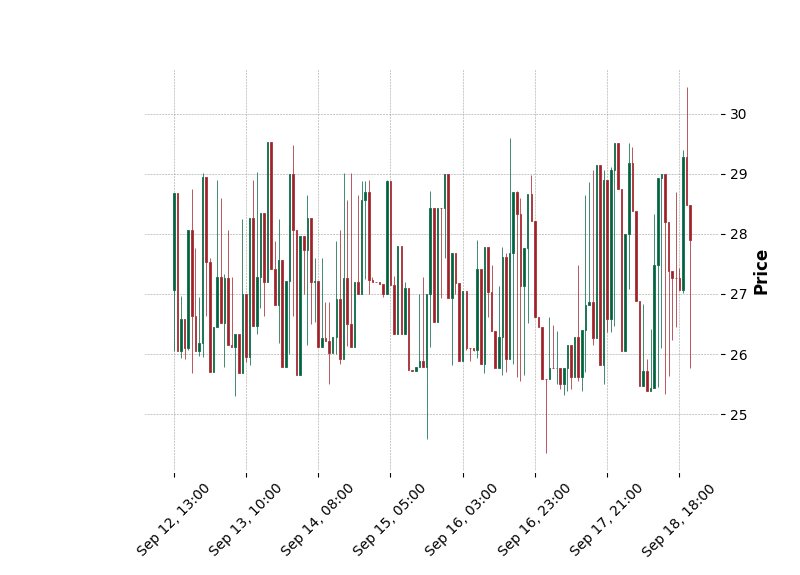 30
29
28
27
26
25
Price
Sep 12, 13:00
Sep 13, 10:00
Sep 14, 08:00
Sep 15, 05:00
Sep 16, 03:00
Sep 16, 23:00
Sep 17, 21:00
Sep 18, 18:00